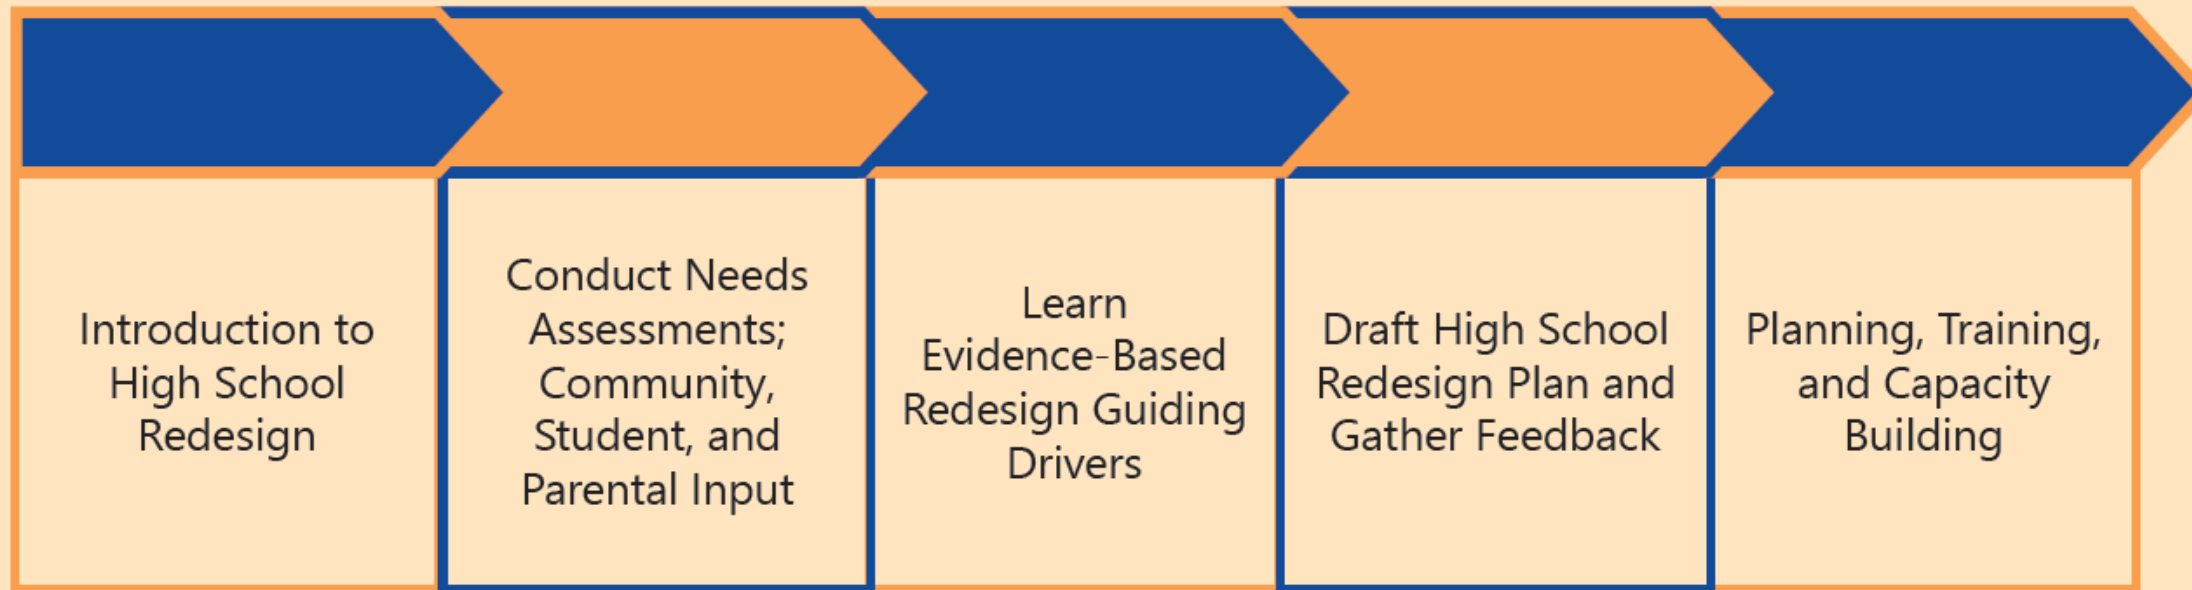 Introduction to
High School
Redesign
Conduct Needs
Assessments;
Community,
Student, and
Parental Input
Learn
Evidence-Based
Redesign Guiding
Drivers
Draft High School
Redesign Plan and
Gather Feedback
Planning, Training,
and Capacity
Building